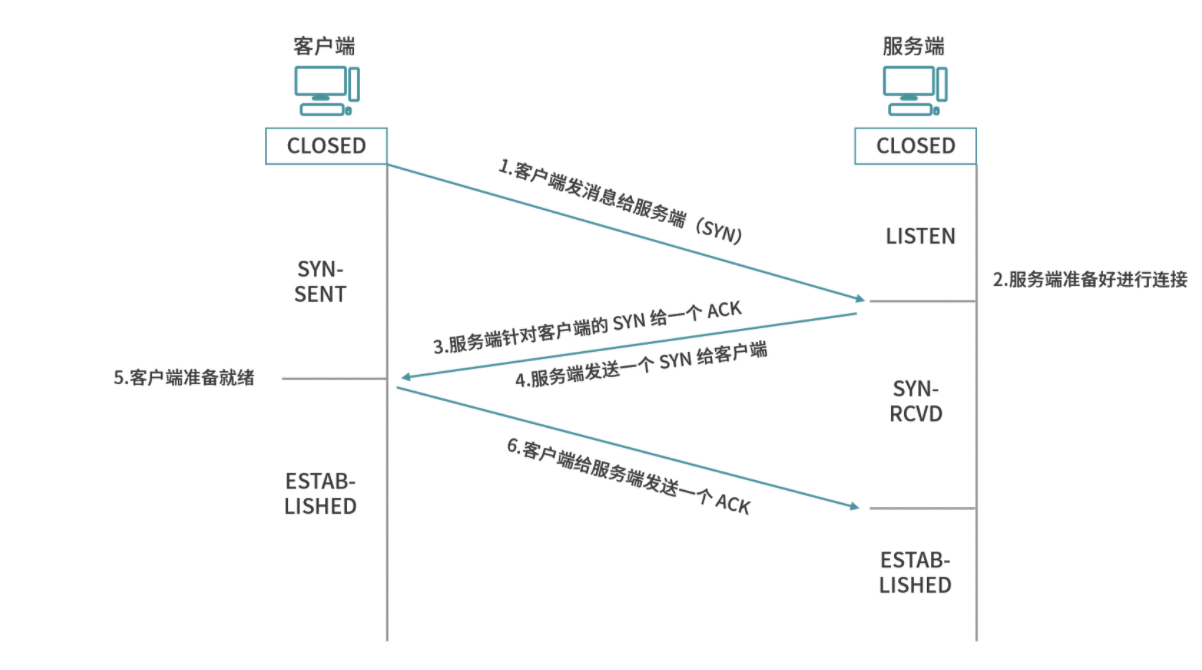 客户端
服务端
CLOSED
CLOSED
1.客户端发消息给服务端（SYN）
LISTEN
SYN-
SENT
2.服务端准备好进行连接
3.服务端针对客户端的 SYN 给一个 ACK
4.服务端发送一个 SYN 给客户端
5.客户端准备就绪
SYN-
RCVD
6.客户端给服务端发送一个 ACK
ESTAB-
LISHED
ESTAB-
LISHED